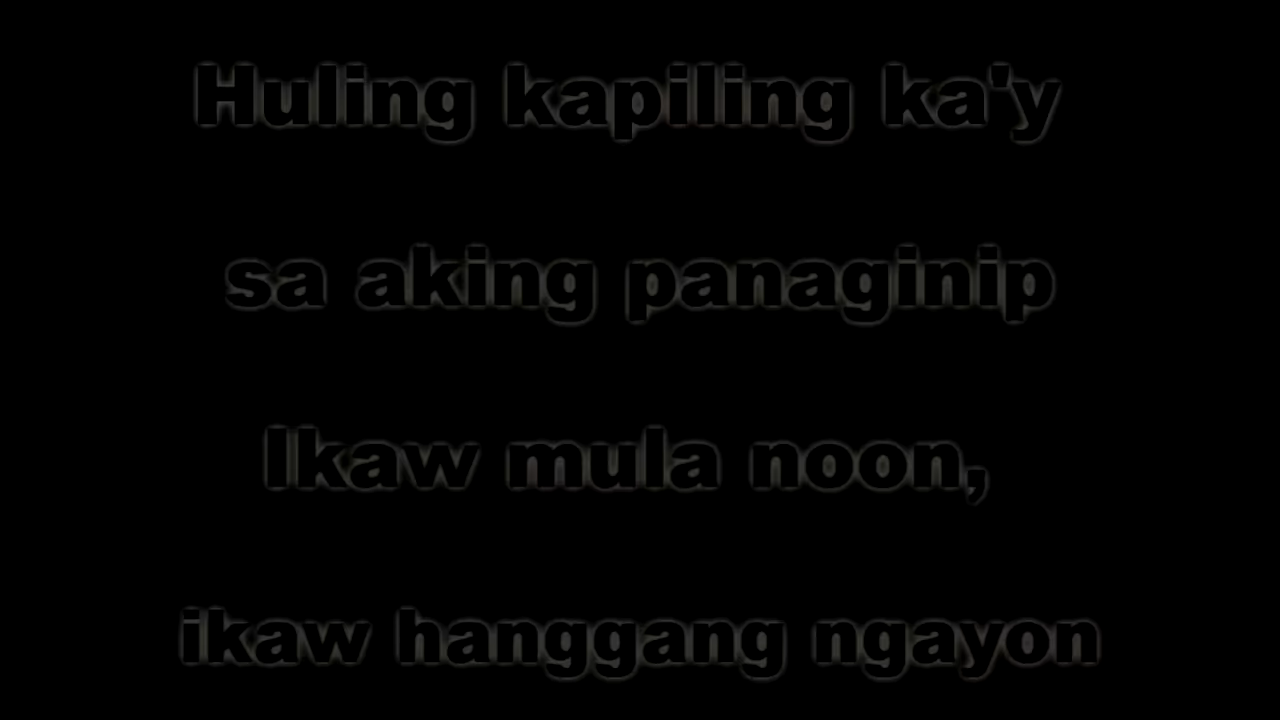 Huling kapiling ka'y
sa aking panaginip
Ikaw mula noon,
ikaw hanggang ngayon